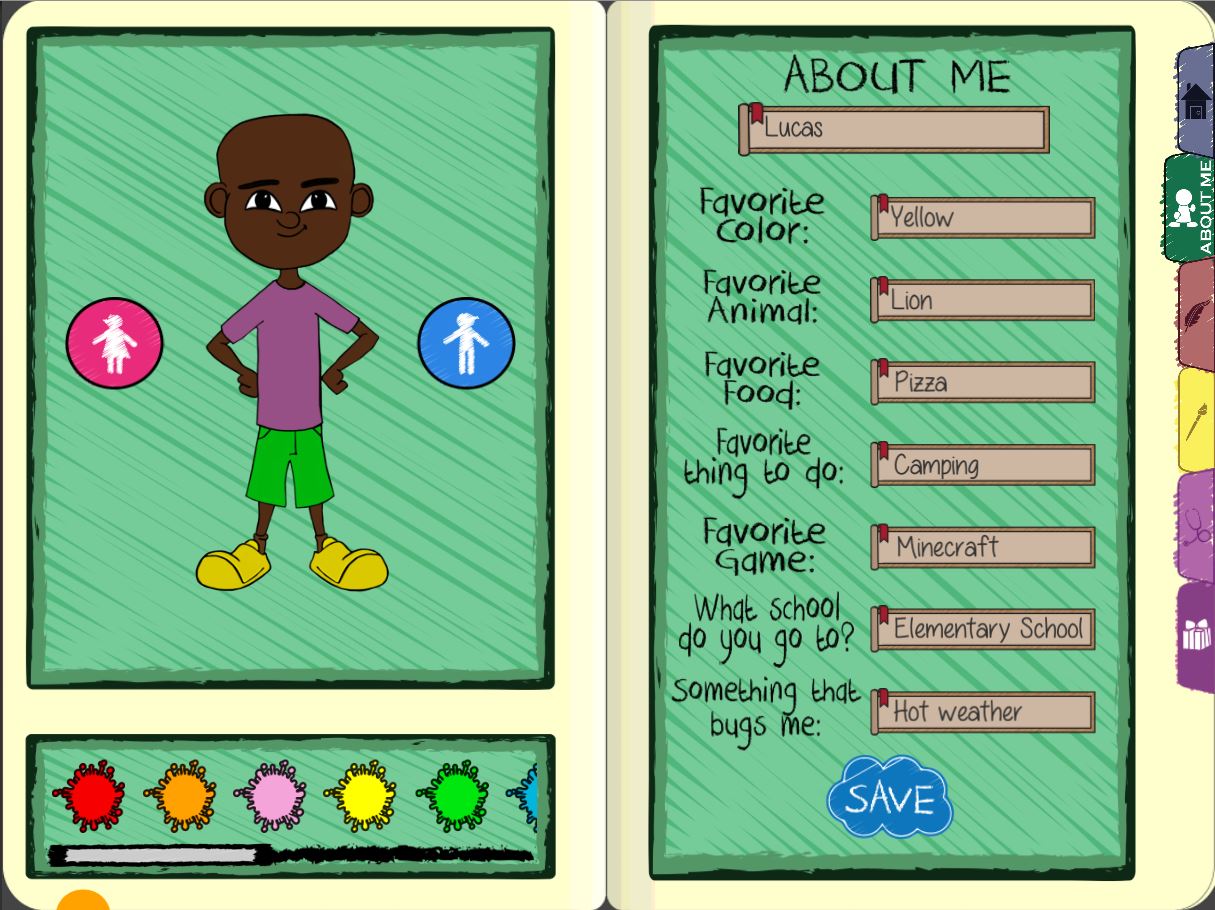 ABOUT ME
Lucas
Favorite
Color:
Yellow
Favorite
Animal:
Lion
Favorite
Food:
Pizza
Favorite
thing to do:
Camping
Favorite
Game:
Minecraft
What school
do you go to?
Elementary School
Something that
bugs me:
Hot weather
SAVE
ABOUT ME